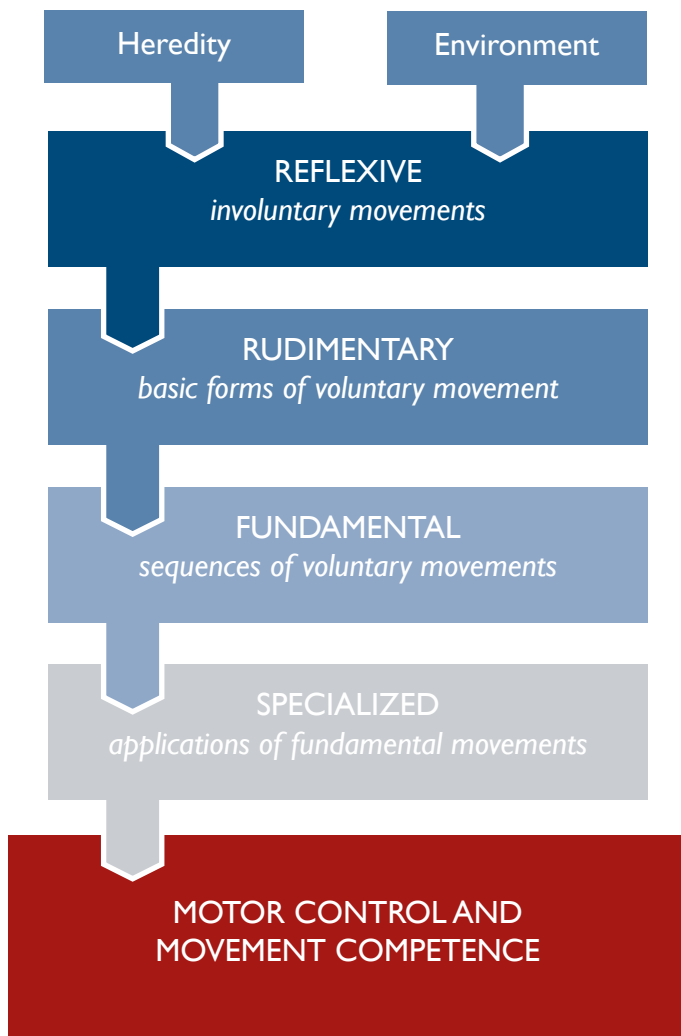 Heredity
Environment
REFLEXIVE
involuntary movements
RUDIMENTARY
basic forms of voluntary movement
FUNDAMENTAL
sequences of voluntary movements
SPECIALIZED
applications of fundamental movements
MOTOR CONTROL AND
MOVEMENT COMPETENCE